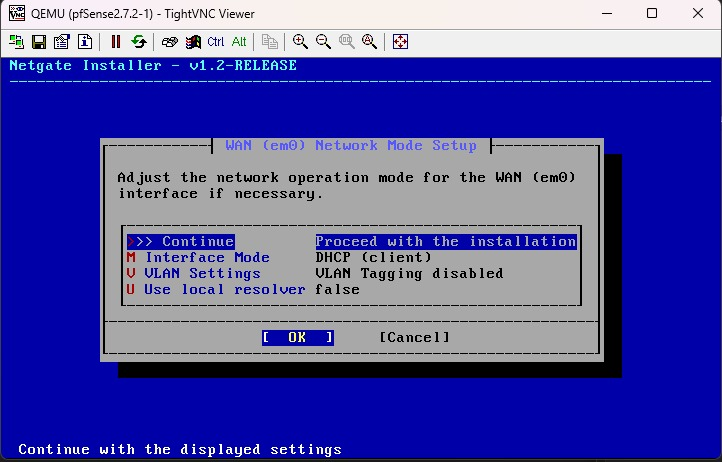 QEMU (pfSense2.7.2-1) - TightVNC Viewer
Ctrl Alt
Netgate Installer - v1.2-RELEASE
WAN (em0) Network Mode Setup
Adjust the network operation mode for the WAN (em0)
interface if necessary.
>>> Continue Proceed with the installation
M Interface Mode DHCP (client)
V VLAN Settings VLAN Tagging disabled
U Use local resolver false
[ OK ] [Cancel]
Continue with the displayed settings